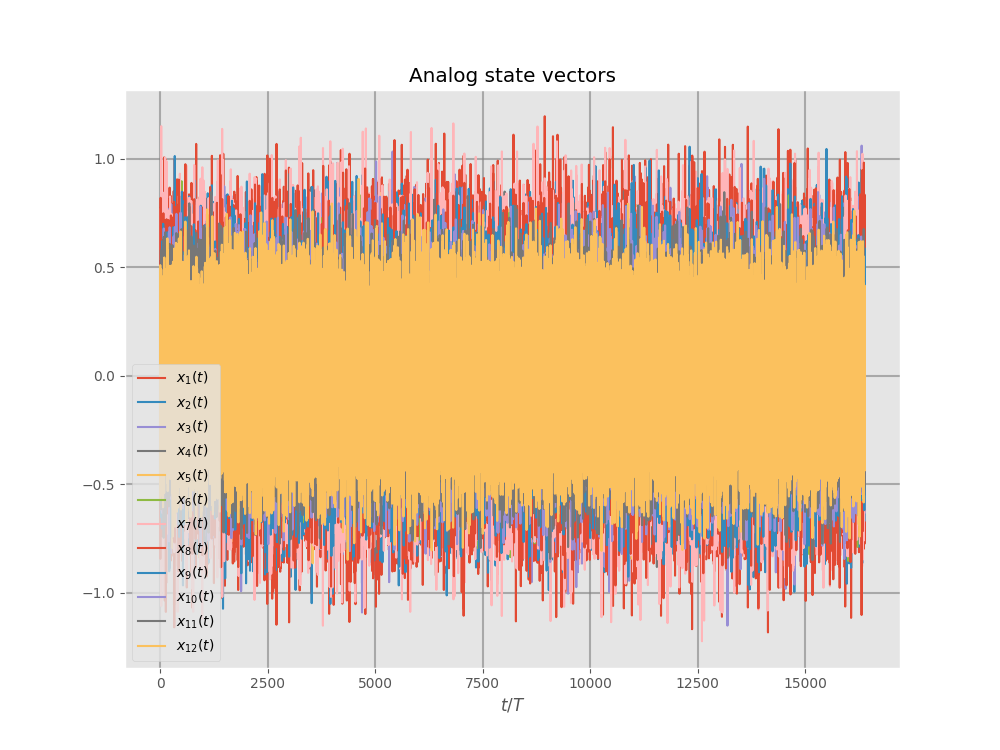 Analog state vectors
1.0
0.5
0.0
−0.5
−1.0
x₁(t)
x₂(t)
x₃(t)
x₄(t)
x₅(t)
x₆(t)
x₇(t)
x₈(t)
x₉(t)
x₁₀(t)
x₁₁(t)
x₁₂(t)
0 2500 5000 7500 10000 12500 15000
t/T